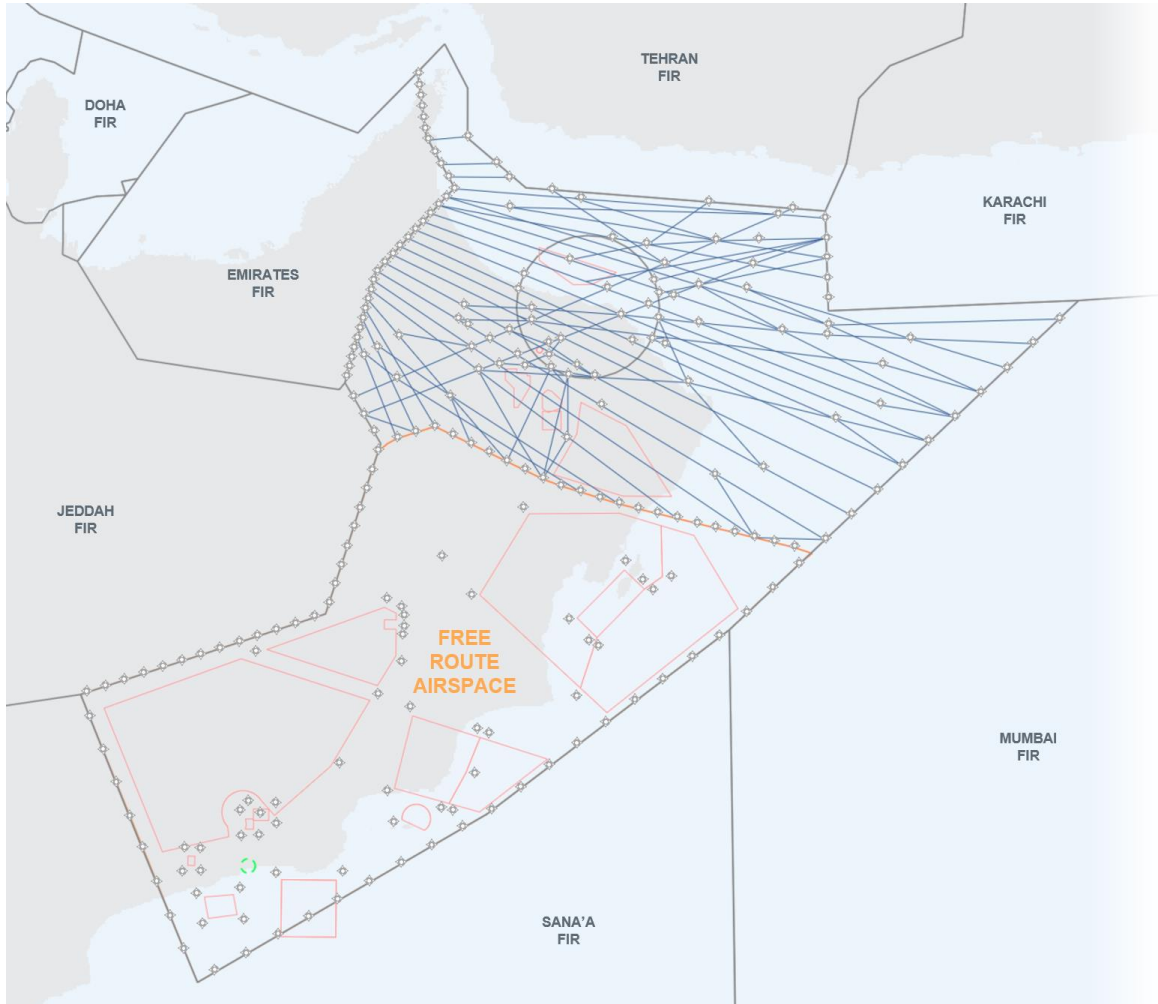 TEHRAN
FIR
DOHA
FIR
KARACHI
FIR
EMIRATES
FIR
JEDDAH
FIR
FREE
ROUTE
AIRSPACE
MUMBAI
FIR
SANA'A
FIR